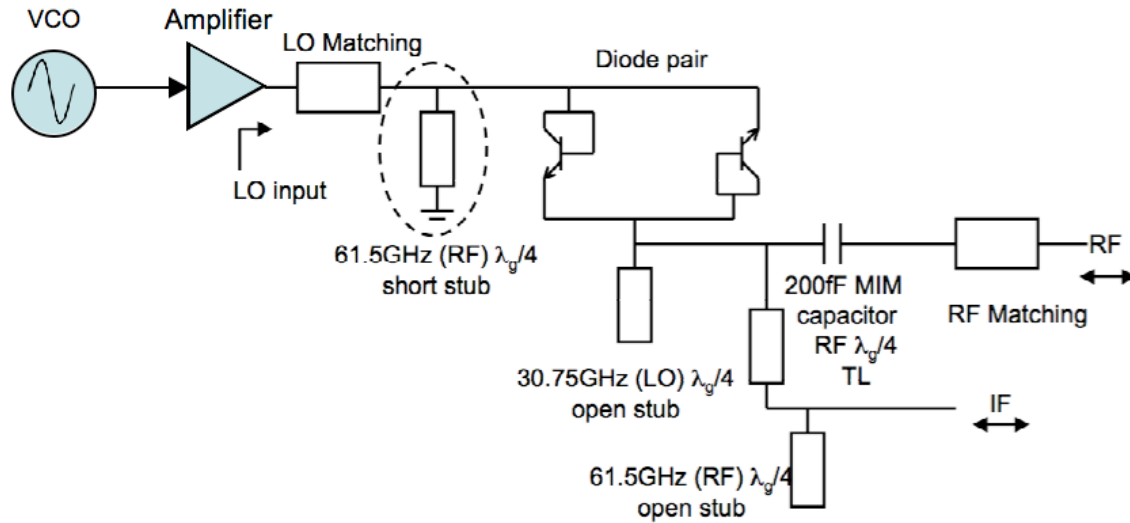 VCO
Amplifier
LO Matching
Diode pair
LO input
61.5GHz (RF) λg/4
short stub
200fF MIM
capacitor
RF λg/4
TL
RF
RF Matching
30.75GHz (LO) λg/4
open stub
IF
61.5GHz (RF) λg/4
open stub